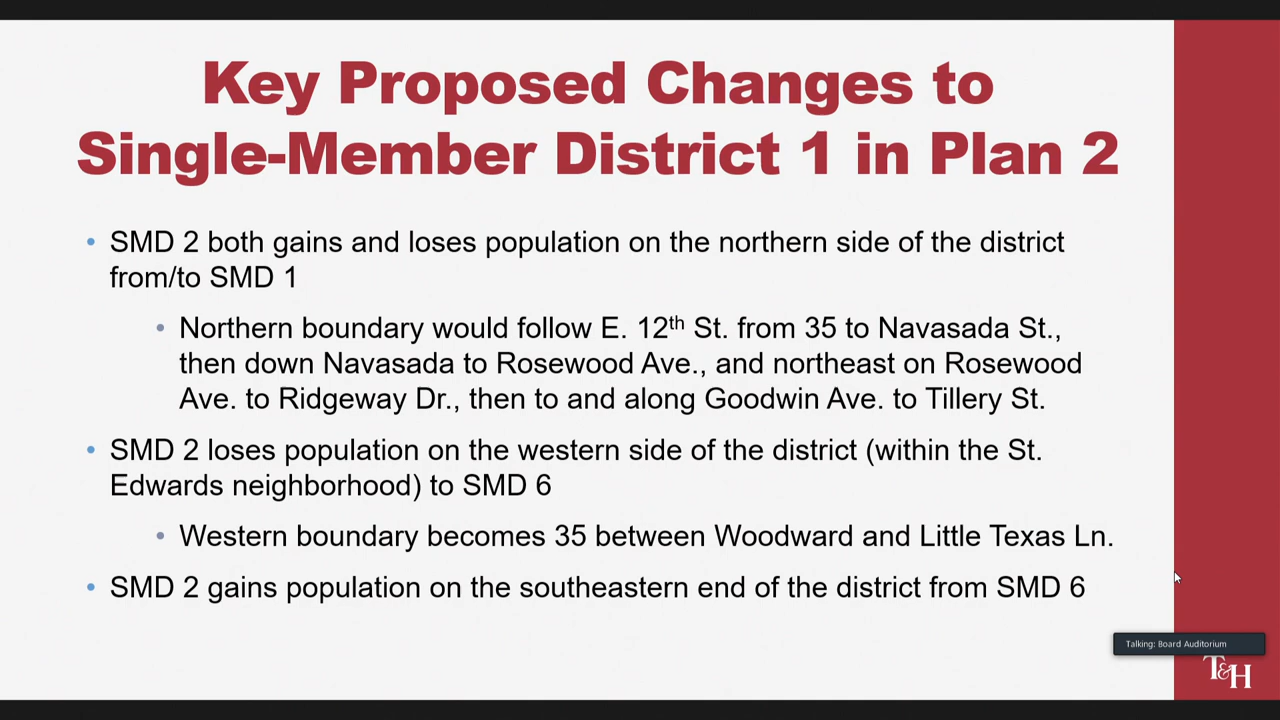 Key Proposed Changes to
Single-Member District 1 in Plan 2
• SMD 2 both gains and loses population on the northern side of the district
from/to SMD 1
• Northern boundary would follow E. 12th St. from 35 to Navasada St.,
then down Navasada to Rosewood Ave., and northeast on Rosewood
Ave. to Ridgeway Dr., then to and along Goodwin Ave. to Tillery St.
• SMD 2 loses population on the western side of the district (within the St.
Edwards neighborhood) to SMD 6
• Western boundary becomes 35 between Woodward and Little Texas Ln.
• SMD 2 gains population on the southeastern end of the district from SMD 6
Talking: Board Auditorium
T&H